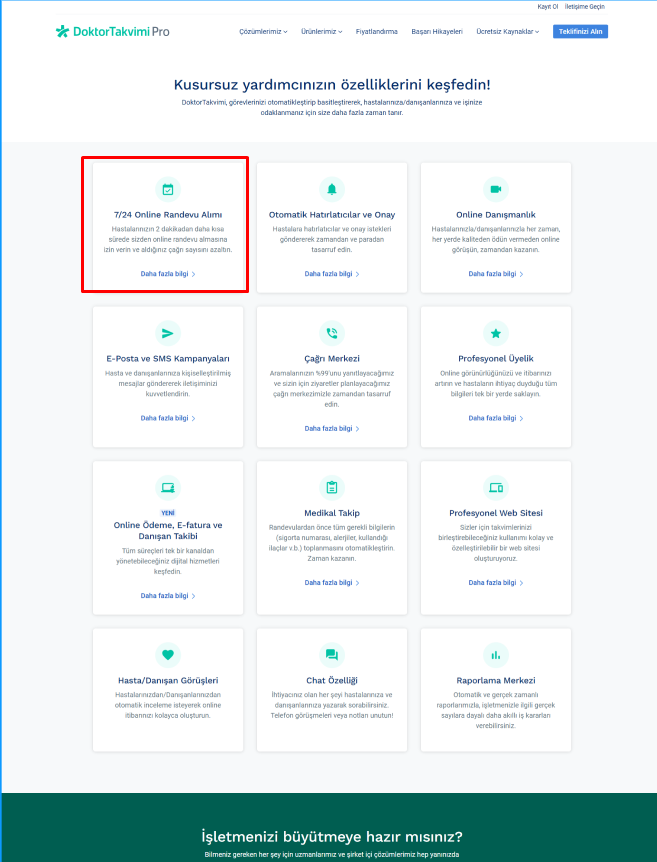 Kayıt Ol İletişime Geçin
DoktorTakvimi Pro
Çözümlerimiz Ürünlerimiz Fiyatlandırma Başarı Hikayeleri Ücretsiz Kaynaklar Teklifinizi Alın
Kusursuz yardımcınızın özelliklerini keşfedin!
DoktorTakvimi, görevlerinizi otomatikleştirip basitleştirerek, hastalarınıza/danışanlarınıza ve işinize
odaklanmanız için size daha fazla zaman tanır.
7/24 Online Randevu Alımı
Hastalarınızın 2 dakikadan daha kısa
sürede sizden online randevu almasına
izin verin ve aldığınız çağrı sayısını azaltın.
Daha fazla bilgi
Otomatik Hatırlatıcılar ve Onay
Hastalara hatırlatıcılar ve onay istekleri
göndererek zamandan ve paradan
tasarruf edin.
Daha fazla bilgi
Online Danışmanlık
Hastalarınızla/danışanlarınızla her zaman,
her yerde kaliteden ödün vermeden online
görüşün, zamandan kazanın.
Daha fazla bilgi
E-Posta ve SMS Kampanyaları
Hasta ve danışanlarınıza kişiselleştirilmiş
mesajlar göndererek iletişiminizi
kuvvetlendirin.
Daha fazla bilgi
Çağrı Merkezi
Aramalarınızın %99'unu yanıtlayacağımız
ve sizin için ziyaretler planlayacağımız
çağrı merkezimizle zamandan tasarruf
edin.
Daha fazla bilgi
Profesyonel Üyelik
Online görünürlüğünüzü ve itibarınızı
artırın ve hastaların ihtiyaç duyduğu tüm
bilgileri tek bir yerde saklayın.
Daha fazla bilgi
YENİ
Online Ödeme, E-fatura ve
Danışan Takibi
Tüm süreçleri tek bir kanaldan
yönetebileceğiniz dijital hizmetleri
keşfedin.
Daha fazla bilgi
Medikal Takip
Randevulardan önce tüm gerekli bilgilerin
(sigorta numarası, alerjiler, kullandığı
ilaçlar v.b.) toplanmasını otomatikleştirin.
Zaman kazanın.
Daha fazla bilgi
Profesyonel Web Sitesi
Sizler için takvimlerinizi
birleştirebileceğiniz kullanımı kolay ve
özelleştirilebilir bir web sitesi
oluşturuyoruz.
Daha fazla bilgi
Hasta/Danışan Görüşleri
Hastalarınızdan/Danışanlarınızdan
otomatik inceleme isteyerek online
itibarınızı kolayca oluşturun.
Chat Özelliği
İhtiyacınız olan her şeyi hastalarınıza ve
danışanlarınıza yazarak sorabilirsiniz.
Telefon görüşmeleri veya notları unutun!
Raporlama Merkezi
Otomatik ve gerçek zamanlı
raporlarımızla, işletmenizle ilgili gerçek
sayılara dayalı daha akıllı iş kararları
verebilirsiniz.
İşletmenizi büyütmeye hazır mısınız?
Bilmeniz gereken her şey için uzmanlarımız ve şirket içi çözümlerimiz hep yanınızda